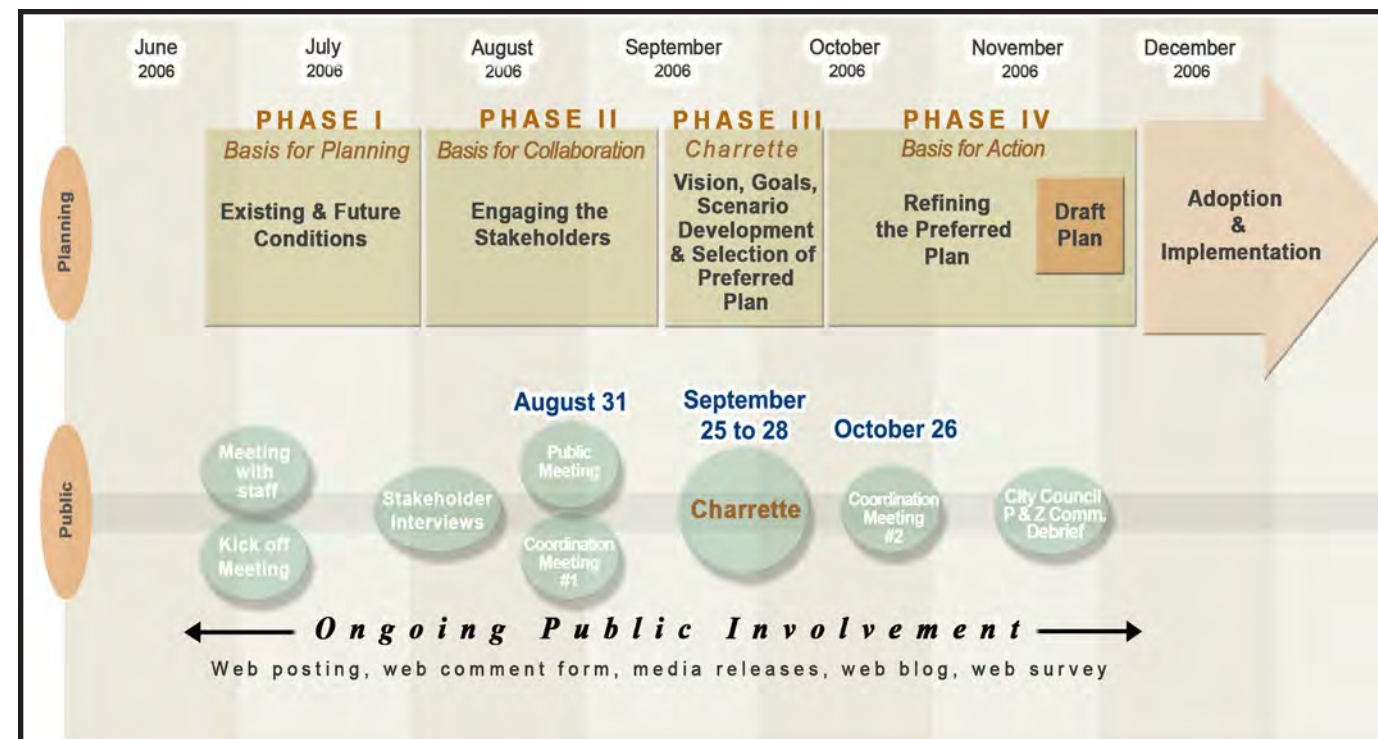 June
2006
July
2006
August
2006
September
2006
October
2006
November
2006
December
2006
PHASE I
Basis for Planning
Existing & Future
Conditions
PHASE II
Basis for Collaboration
Engaging the
Stakeholders
PHASE III
Charrette
Vision, Goals,
Scenario
Development
& Selection of
Preferred
Plan
PHASE IV
Basis for Action
Refining
the Preferred
Plan
Draft
Plan
Adoption
&
Implementation
Planning
Public
Meeting
with
staff
Kick off
Meeting
Stakeholder
Interviews
August 31
Public
Meeting
Coordination
Meeting
#1
September
25 to 28
Charrette
October 26
Coordination
Meeting
#2
City Council
P & Z Comm.
Debrief
Ongoing Public Involvement
Web posting, web comment form, media releases, web blog, web survey